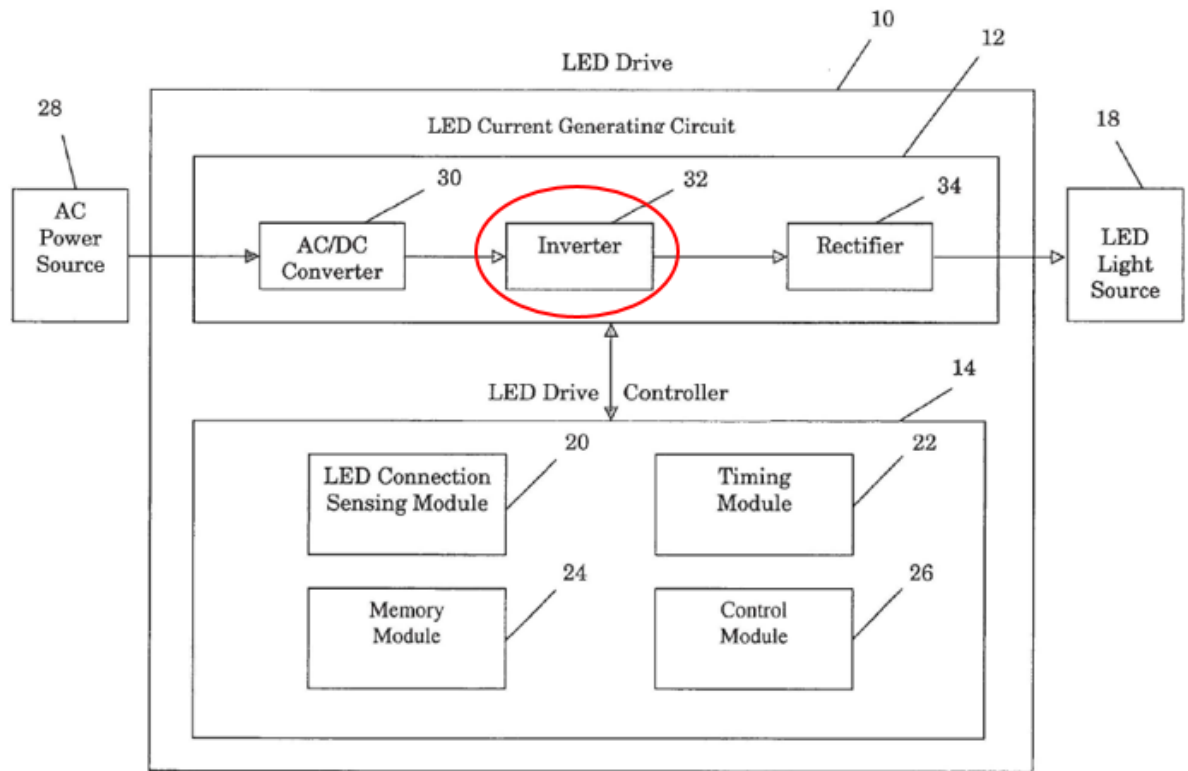 10
LED Drive
12
28
LED Current Generating Circuit
18
30
32
34
AC
Power
Source
AC/DC
Converter
Inverter
Rectifier
LED
Light
Source
LED Drive Controller
14
20
22
LED Connection
Sensing Module
Timing
Module
24
26
Memory
Module
Control
Module